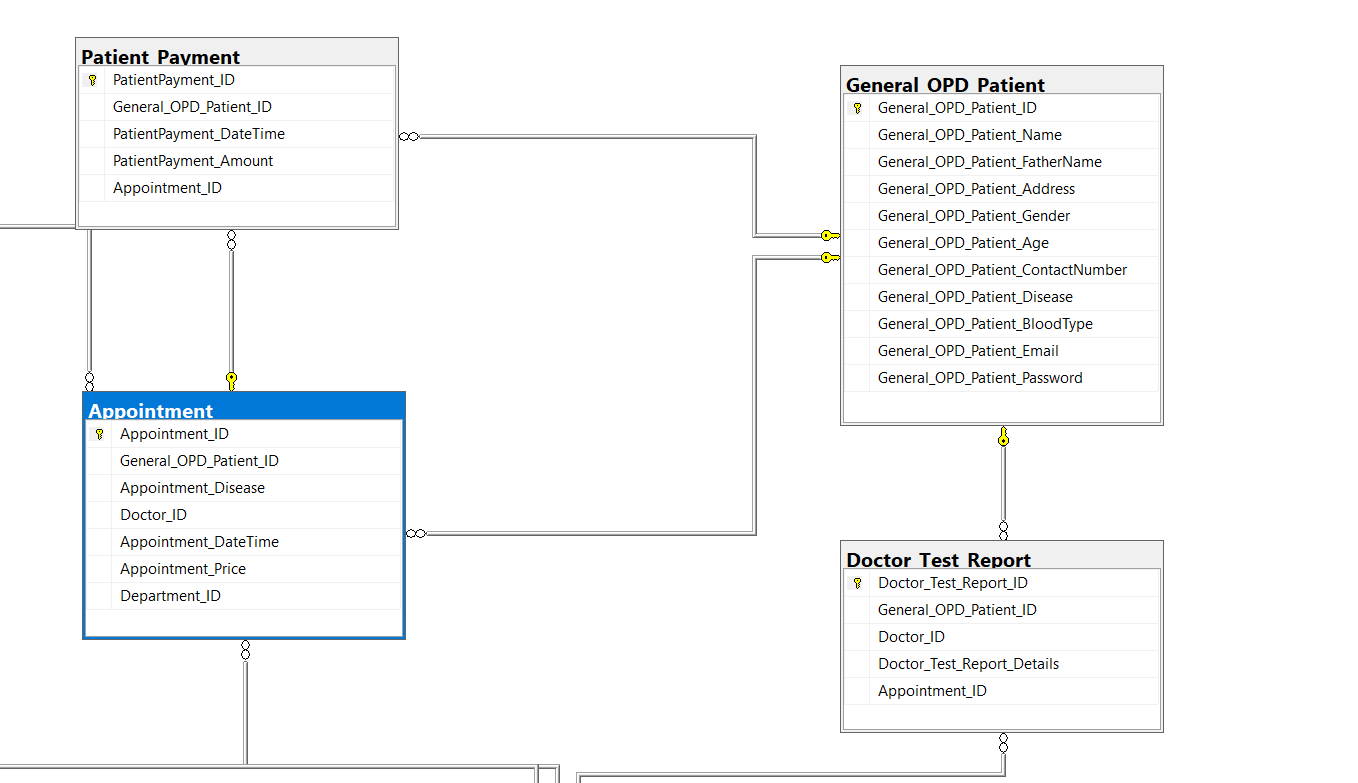 Patient_Payment
PatientPayment_ID
General_OPD_Patient_ID
PatientPayment_DateTime
PatientPayment_Amount
Appointment_ID
General_OPD_Patient
General_OPD_Patient_ID
General_OPD_Patient_Name
General_OPD_Patient_FatherName
General_OPD_Patient_Address
General_OPD_Patient_Gender
General_OPD_Patient_Age
General_OPD_Patient_ContactNumber
General_OPD_Patient_Disease
General_OPD_Patient_BloodType
General_OPD_Patient_Email
General_OPD_Patient_Password
Appointment
Appointment_ID
General_OPD_Patient_ID
Appointment_Disease
Doctor_ID
Appointment_DateTime
Appointment_Price
Department_ID
Doctor_Test_Report
Doctor_Test_Report_ID
General_OPD_Patient_ID
Doctor_ID
Doctor_Test_Report_Details
Appointment_ID